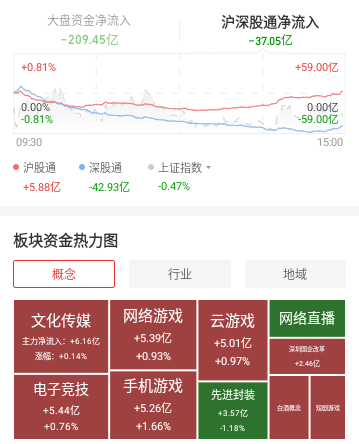 大盘资金净流入
-209.45亿
沪深股通净流入
-37.05亿
+0.81%
+59.00亿
0.00%
0.00亿
-0.81%
-59.00亿
09:30
15:00
沪股通
+5.88亿
深股通
-42.93亿
上证指数
-0.47%
板块资金热力图
概念
行业
地域
文化传媒
主力净流入：+6.16亿
涨幅：+0.14%
网络游戏
+5.39亿
+0.93%
云游戏
+5.01亿
+0.97%
网络直播
深圳国企改革
+2.46亿
电子竞技
+5.44亿
+0.76%
手机游戏
+5.26亿
+1.66%
先进封装
+3.57亿
-1.18%
白酒概念
短剧游戏